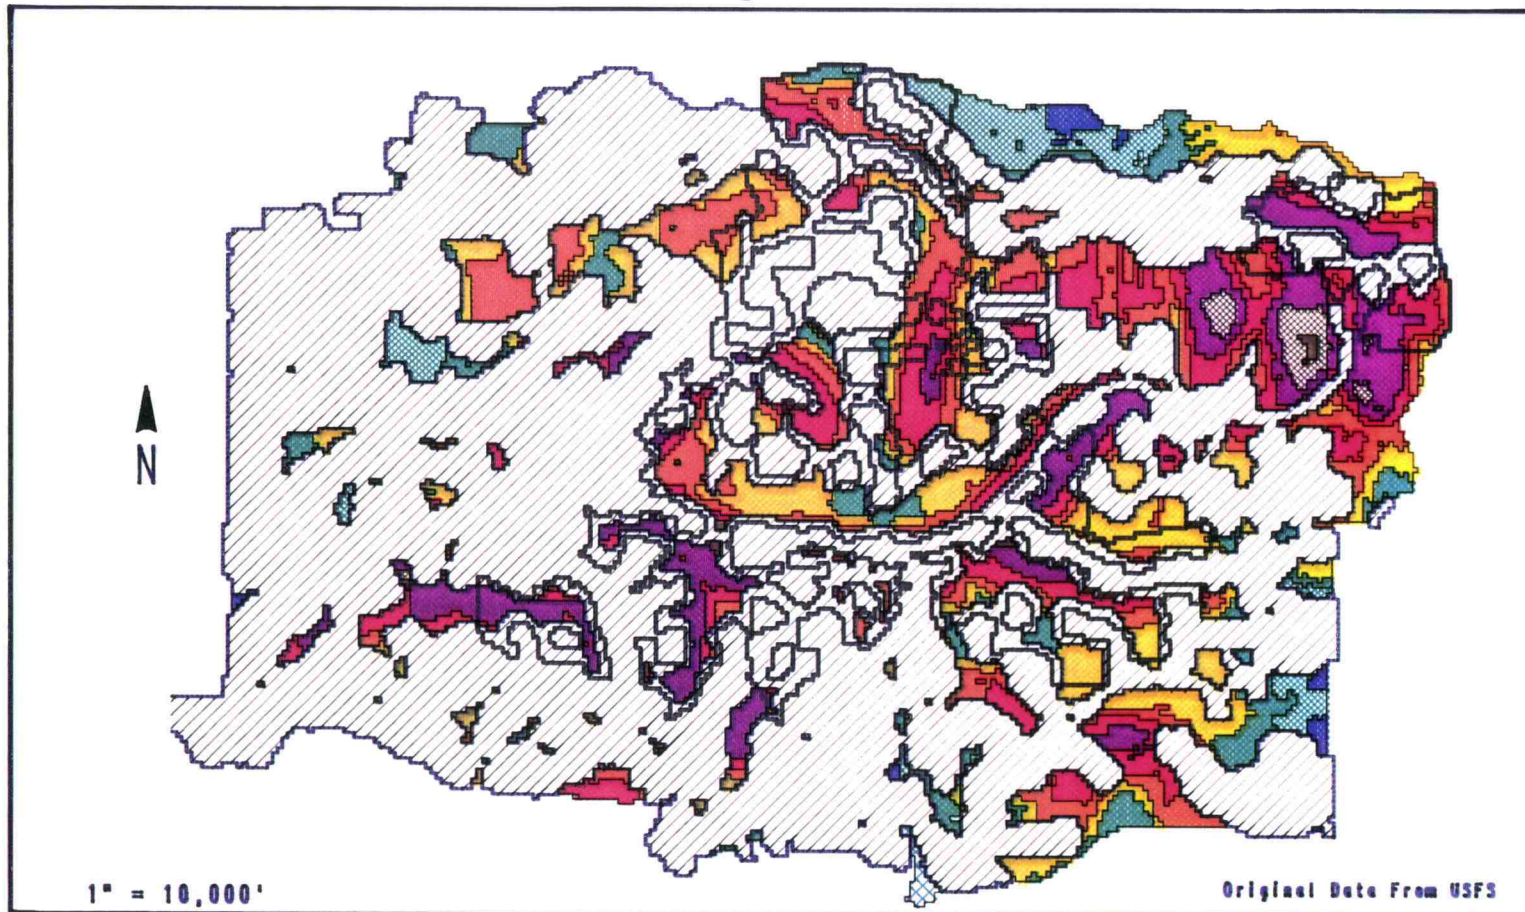 N
1" = 10,000'
Original Data From USFS